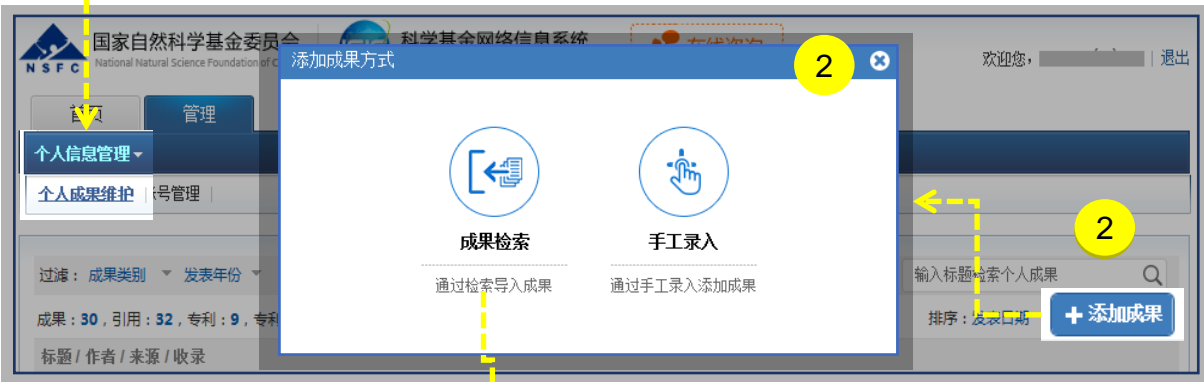 国家自然科学基金委员会
National Natural Science Foundation of C
NSFC
科学基金网络信息系统
在线咨询
欢迎您，
退出
首页
管理
添加成果方式
2
个人信息管理
个人成果维护
号管理
成果检索
手工录入
通过检索导入成果
通过手工录入添加成果
2
过滤： 成果类别 发表年份
输入标题检索个人成果
成果：30，引用：32，专利：9，专利
排序：发表日期
+ 添加成果
标题 / 作者 / 来源 / 收录